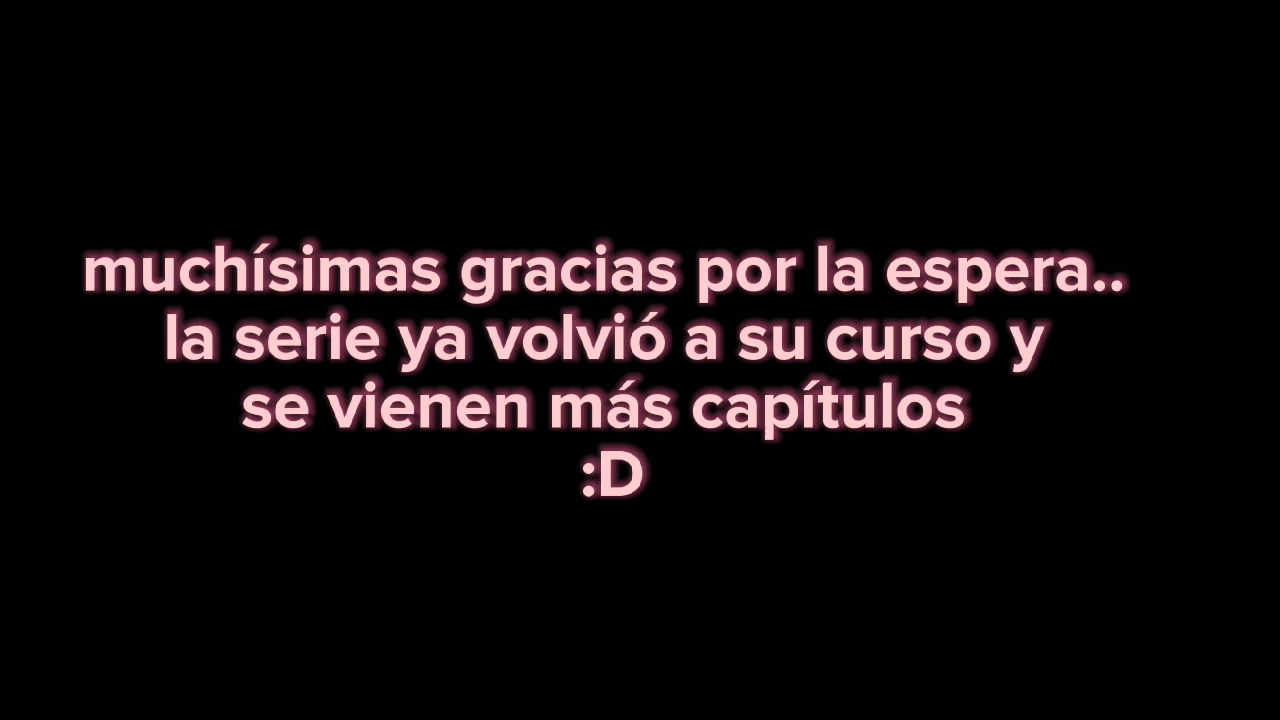 muchísimas gracias por la espera..
la serie ya volvió a su curso y
se vienen más capítulos
:D